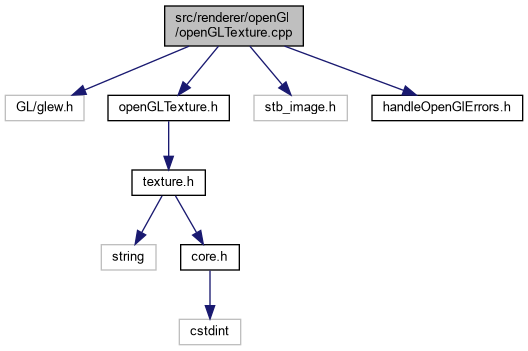 src/renderer/openGl
/openGLTexture.cpp
GL/glew.h
openGLTexture.h
stb_image.h
handleOpenGlErrors.h
texture.h
string
core.h
cstdint